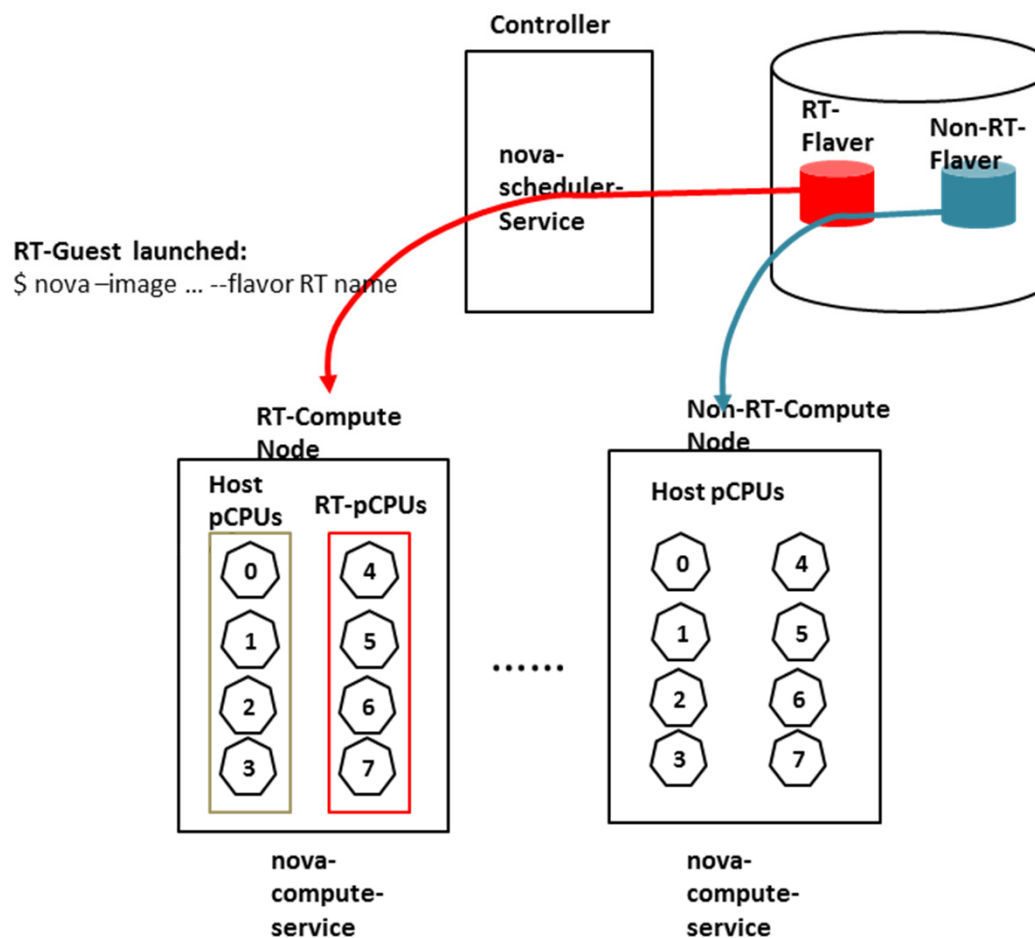 Controller
RT-
Flaver
Non-RT-
Flaver
nova-
scheduler-
Service
RT-Guest launched:
$ nova –image ... --flavor RT name
RT-Compute
Node
Non-RT-Compute
Node
Host
pCPUs
RT-pCPUs
Host pCPUs
0
4
1
5
2
6
3
7
......
0
4
1
5
2
6
3
7
nova-
compute-
service
nova-
compute-
service